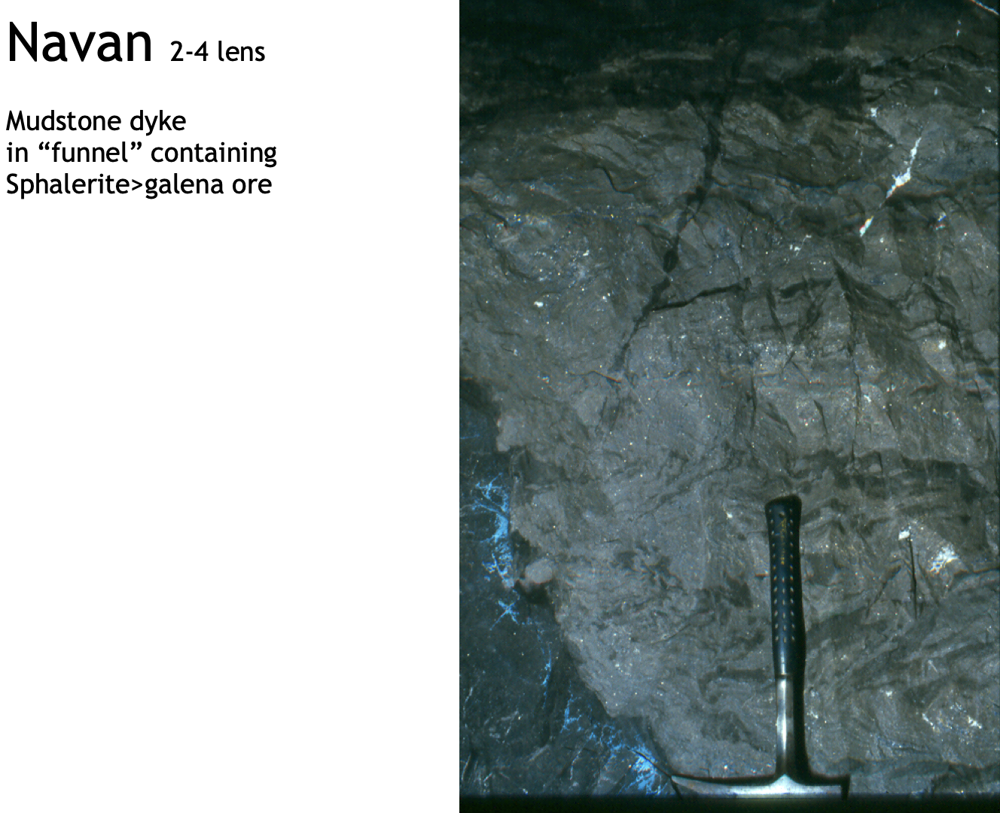 Navan 2-4 lens
Mudstone dyke
in “funnel” containing
Sphalerite>galena ore